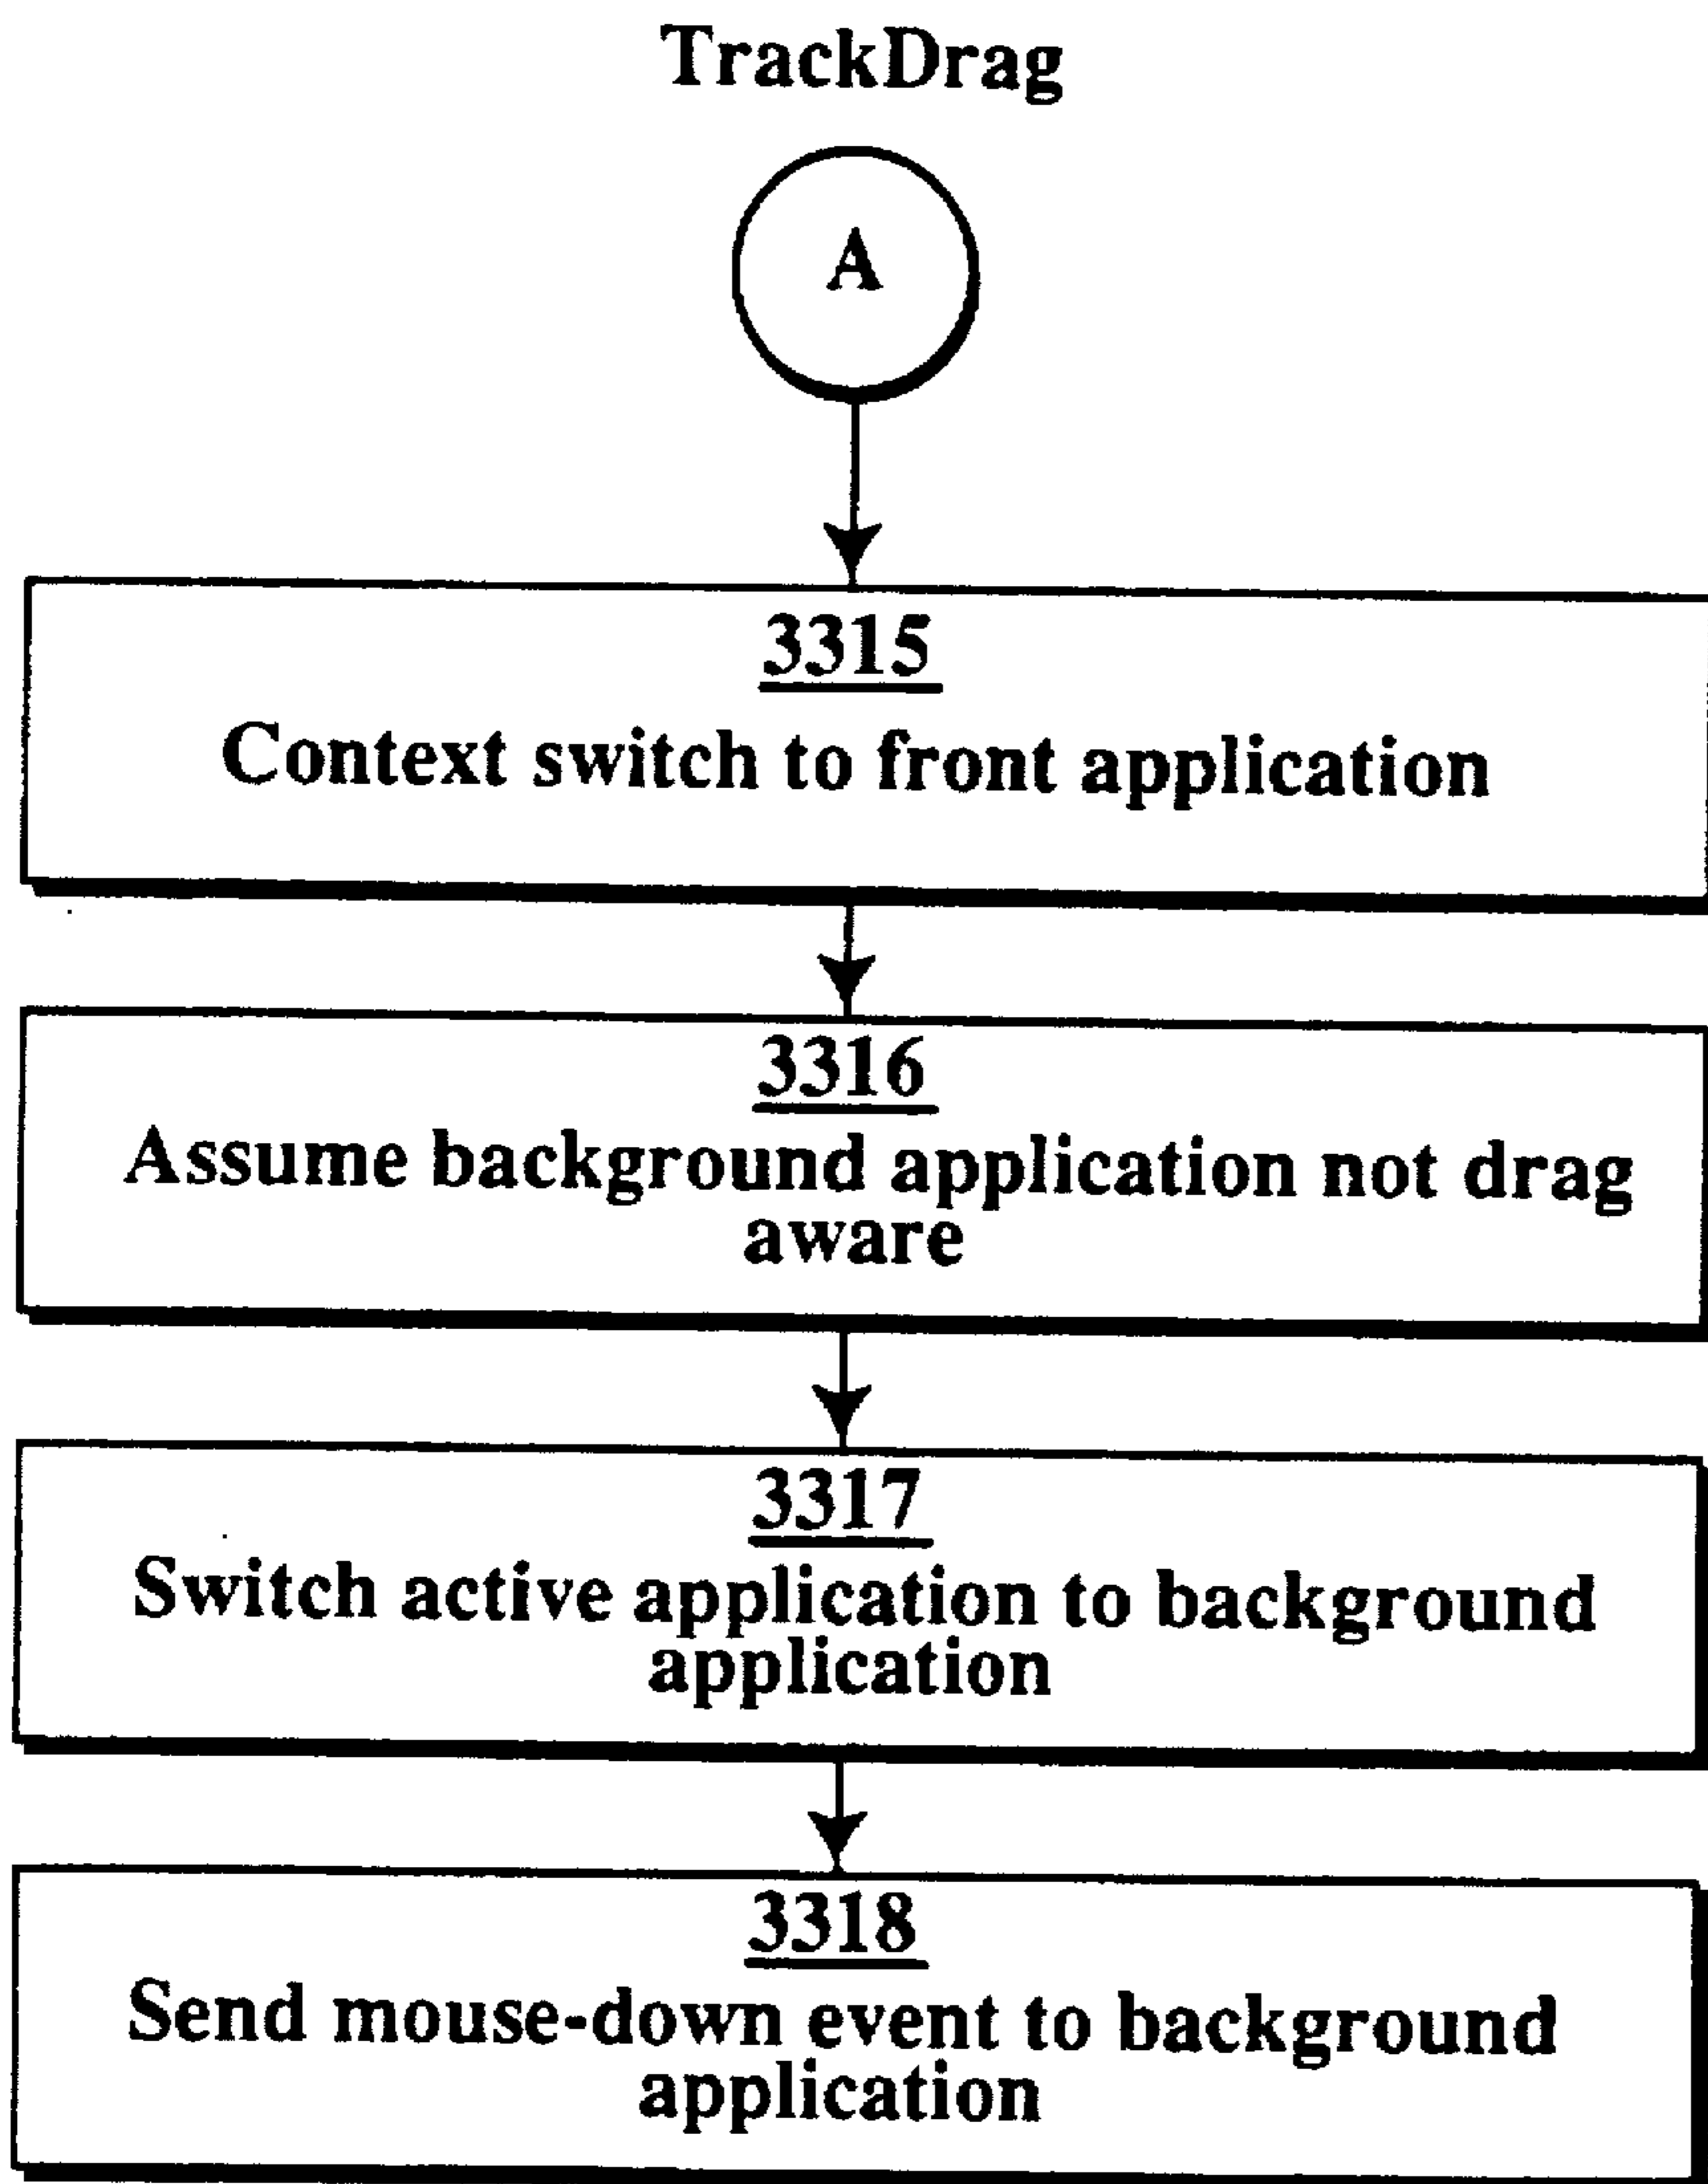 TrackDrag
A
3315
Context switch to front application
3316
Assume background application not drag
aware
3317
Switch active application to background
application
3318
Send mouse-down event to background
application